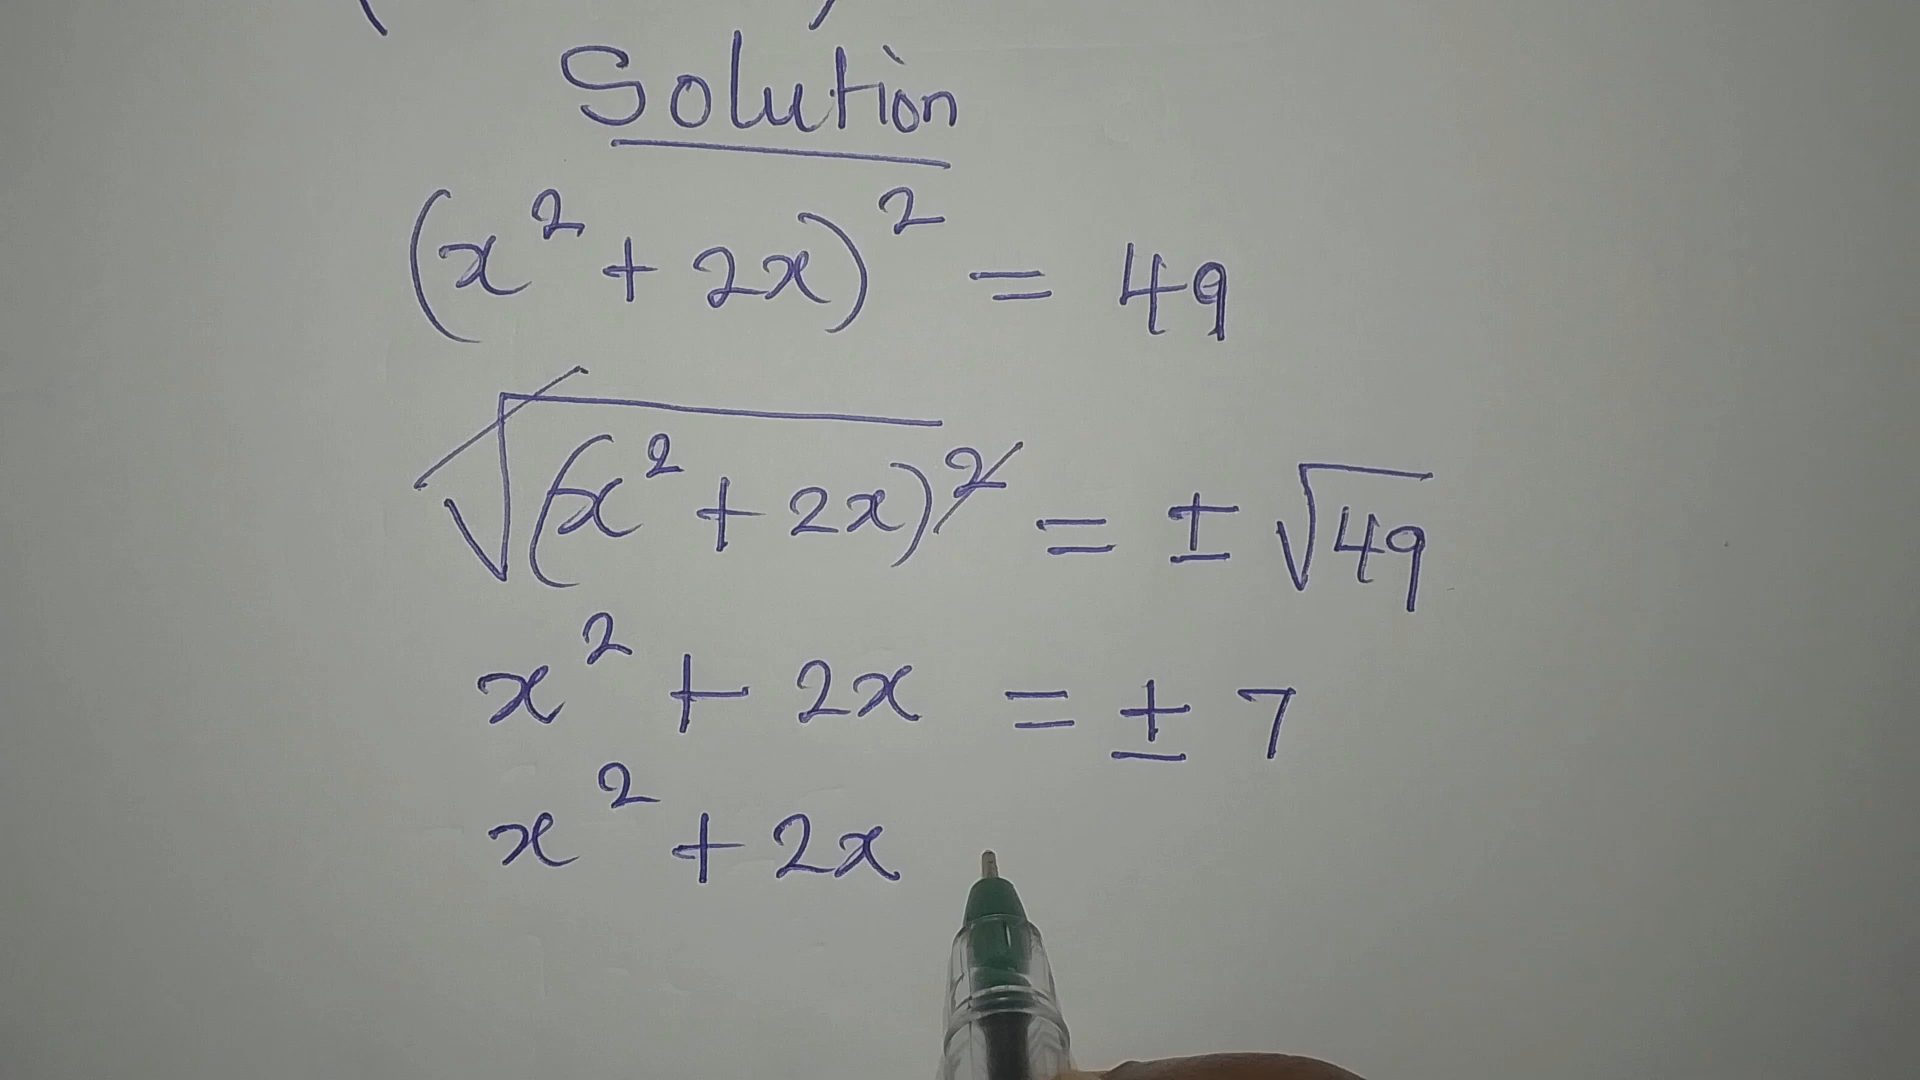 Solution
(x² + 2x)² = 49
√(x² + 2x)² = ± √49
x² + 2x = ± 7
x² + 2x